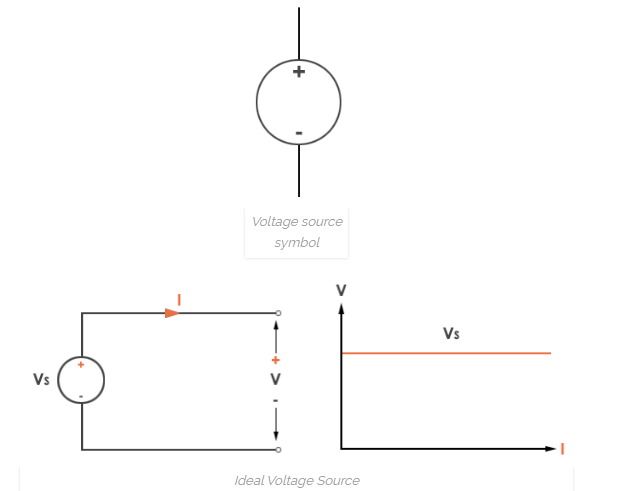 +
-
Voltage source
symbol
I
V
Vs
+
-
+
V
-
Vs
I
Ideal Voltage Source